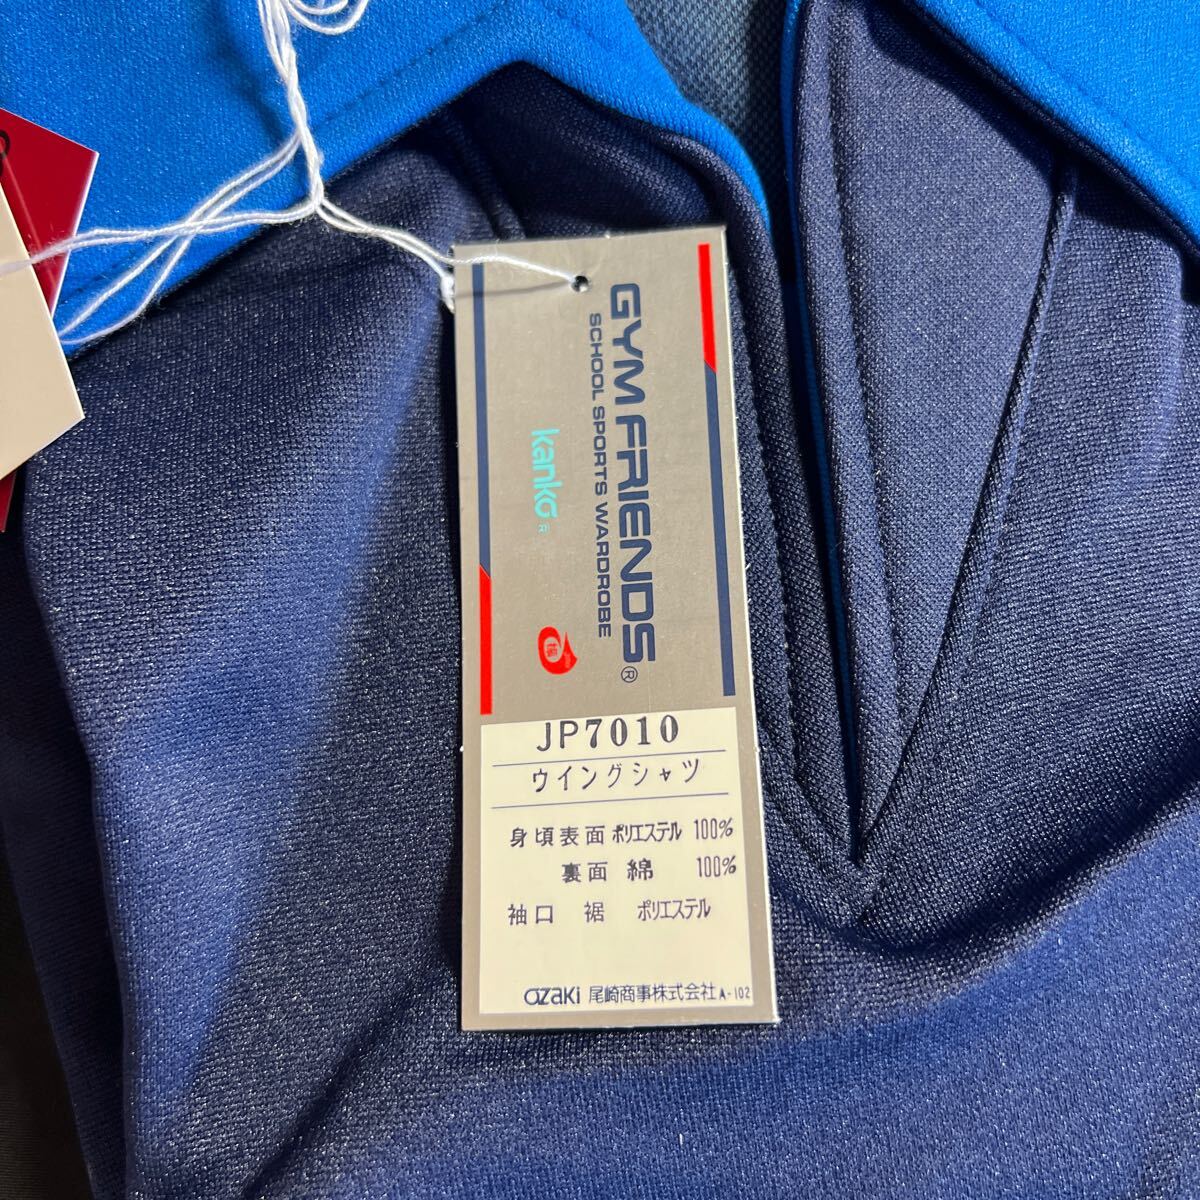 GYM FRIENDS®
SCHOOL SPORTS WARDROBE
kanko®
JP7010
ウイングシャツ
身頃表面 ポリエステル 100%
裏面 綿 100%
袖口 裾 ポリエステル
OZAKI 尾崎商事株式会社 A-102